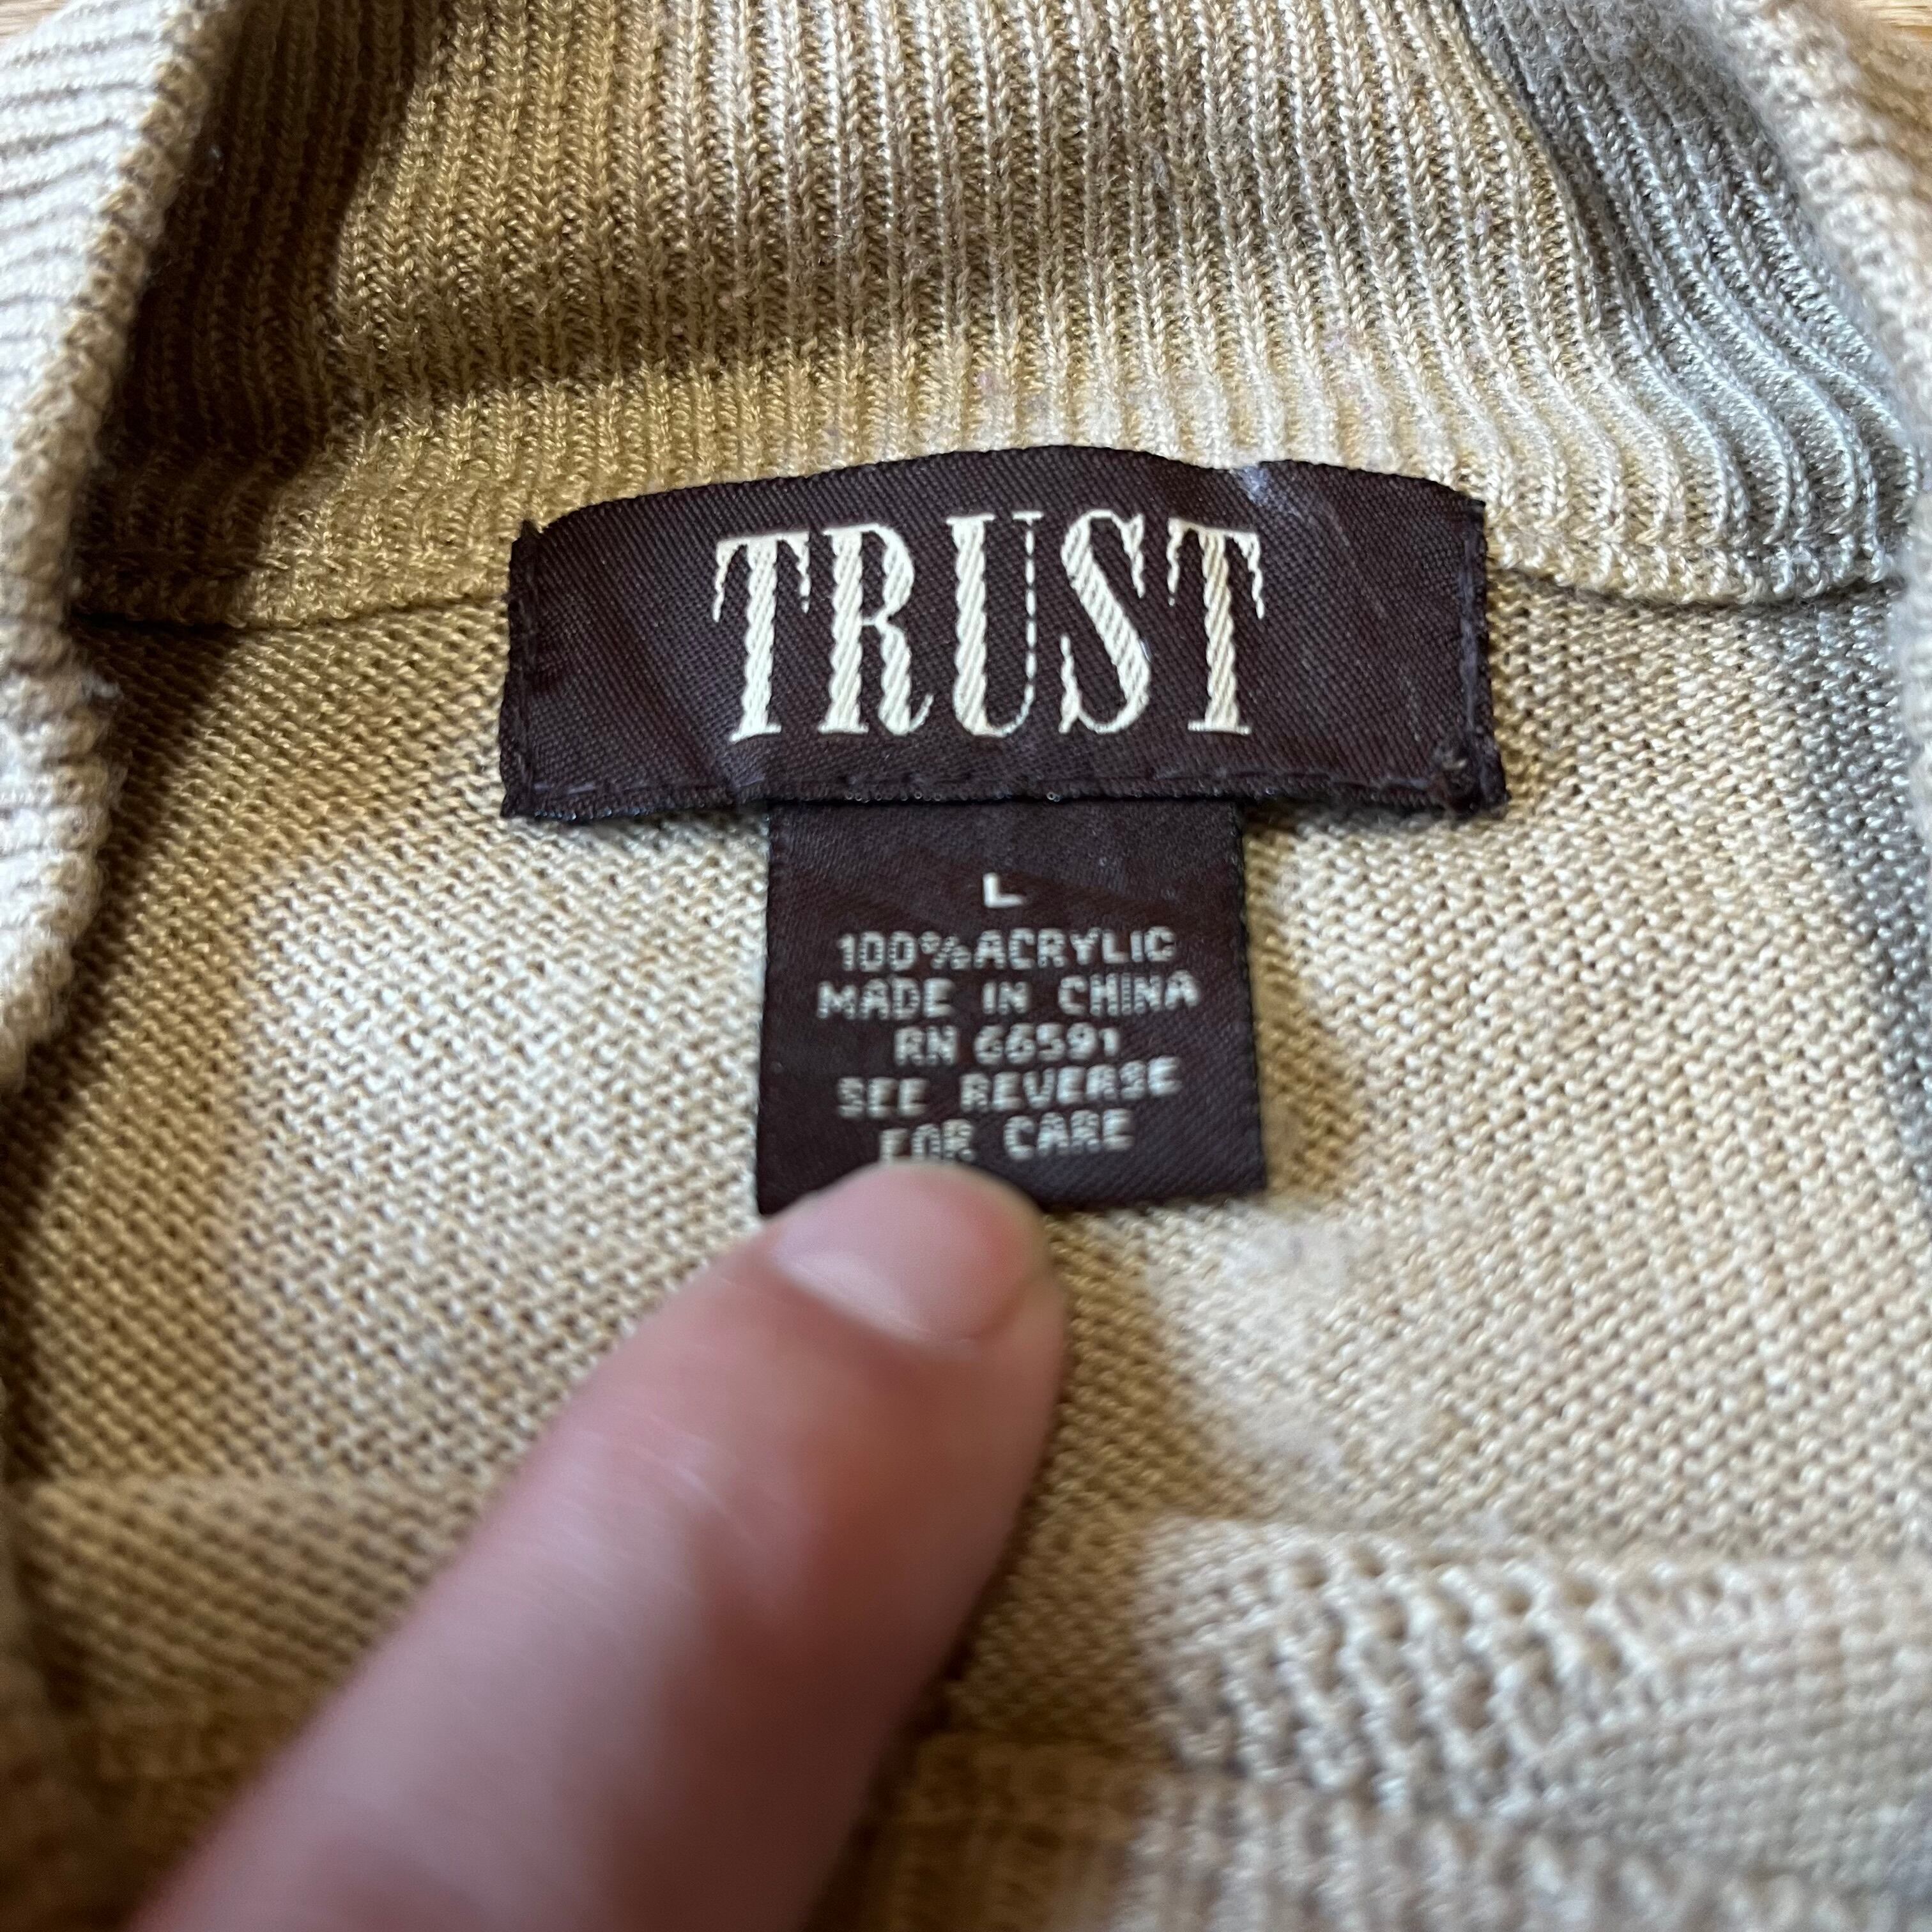 TRUST
L
100% ACRYLIC
MADE IN CHINA
RN 66591
SEE REVERSE
FOR CARE